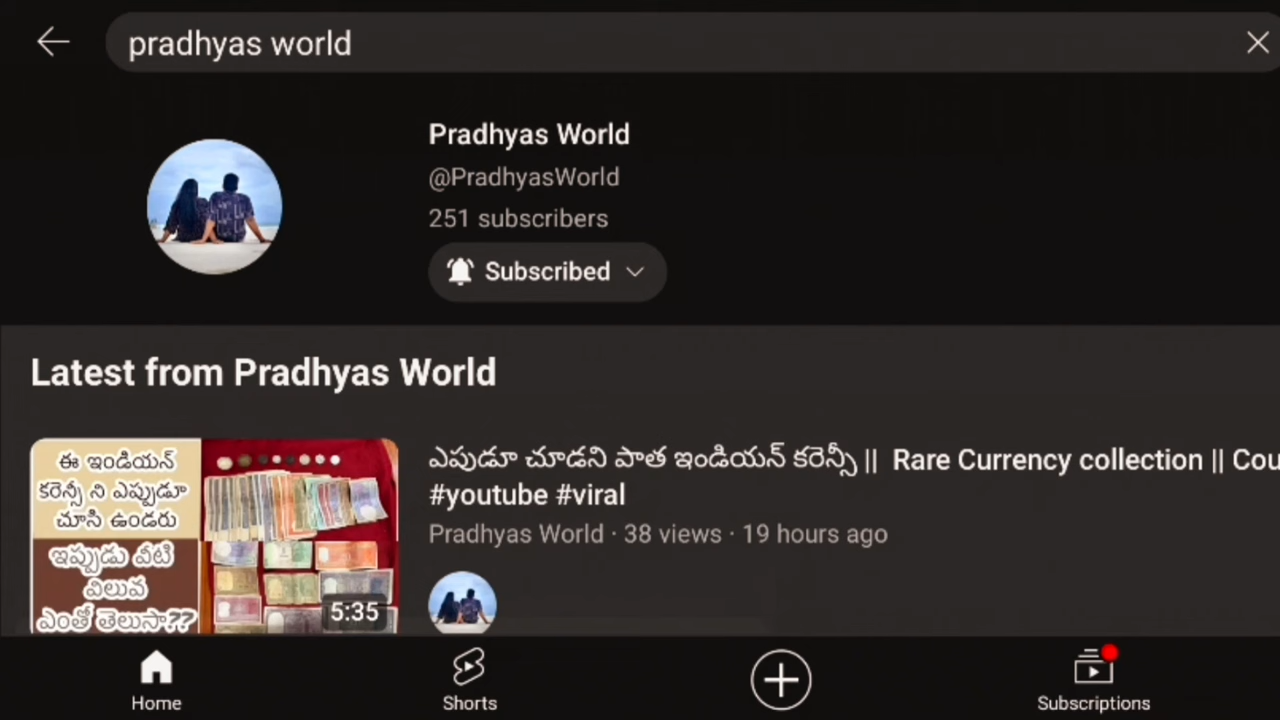 pradhyas world
Pradhyas World
@PradhyasWorld
251 subscribers
Subscribed
Latest from Pradhyas World
ఈ ఇండియన్
కరెన్సీ ని ఎప్పుడూ
చూసి ఉండరు
ఇప్పుడు వీటి
విలువ
ఎంతో తెలుసా??
5:35
ఎపుడూ చూడని పాత ఇండియన్ కరెన్సీ || Rare Currency collection || Cou
#youtube #viral
Pradhyas World · 38 views · 19 hours ago
Home
Shorts
Subscriptions